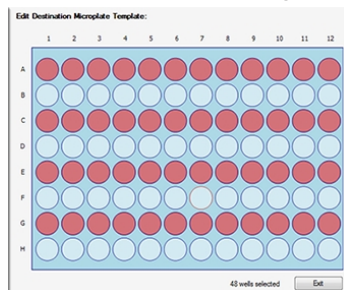 Edit Destination Microplate Template:
1 2 3 4 5 6 7 8 9 10 11 12
A
B
C
D
E
F
G
H
48 wells selected Exit